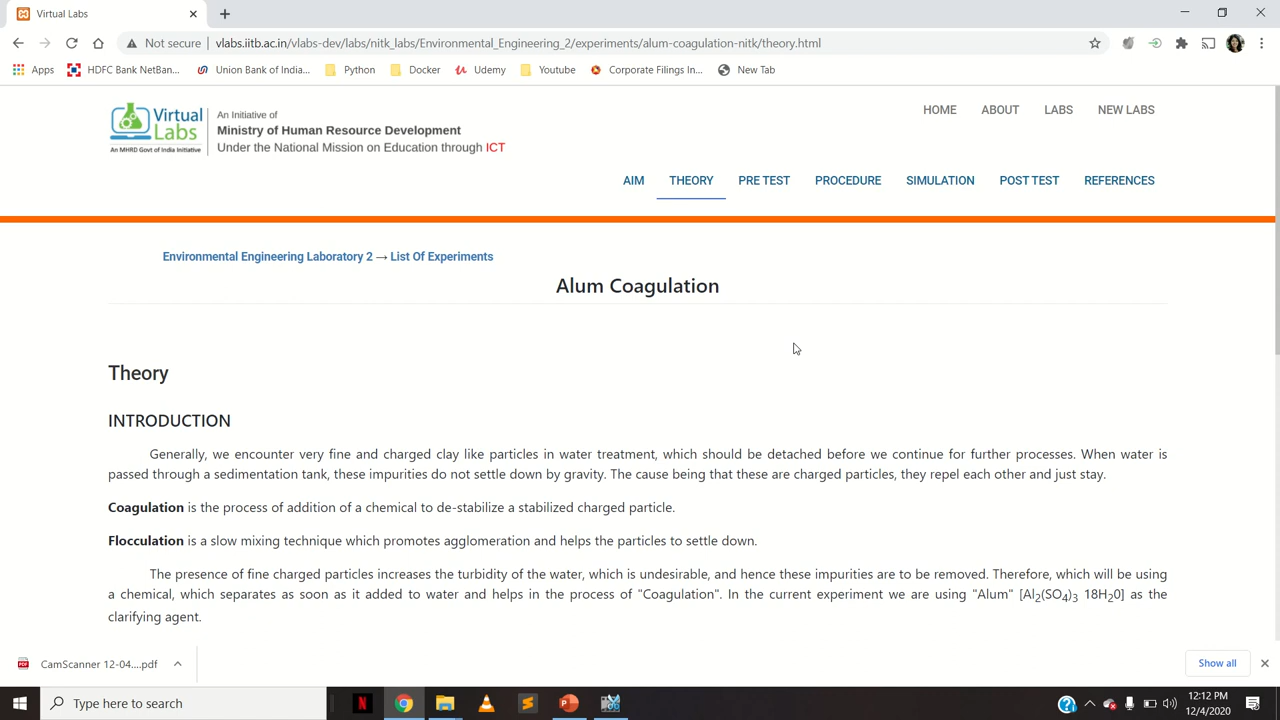 Virtual Labs
Not secure | vlabs.iitb.ac.in/vlabs-dev/labs/nitk_labs/Environmental_Engineering_2/experiments/alum-coagulation-nitk/theory.html
Apps HDFC Bank NetBan... Union Bank of India... Python Docker Udemy Youtube Corporate Filings In... New Tab
Virtual Labs
An MHRD Govt of India Initiative
An Initiative of
Ministry of Human Resource Development
Under the National Mission on Education through ICT
HOME ABOUT LABS NEW LABS
AIM THEORY PRE TEST PROCEDURE SIMULATION POST TEST REFERENCES
Environmental Engineering Laboratory 2 → List Of Experiments
Alum Coagulation
Theory
INTRODUCTION
Generally, we encounter very fine and charged clay like particles in water treatment, which should be detached before we continue for further processes. When water is
passed through a sedimentation tank, these impurities do not settle down by gravity. The cause being that these are charged particles, they repel each other and just stay.
Coagulation is the process of addition of a chemical to de-stabilize a stabilized charged particle.
Flocculation is a slow mixing technique which promotes agglomeration and helps the particles to settle down.
The presence of fine charged particles increases the turbidity of the water, which is undesirable, and hence these impurities are to be removed. Therefore, which will be using
a chemical, which separates as soon as it added to water and helps in the process of "Coagulation". In the current experiment we are using "Alum" [Al2(SO4)3 18H20] as the
clarifying agent.
CamScanner 12-04....pdf
Show all
Type here to search
12:12 PM
12/4/2020